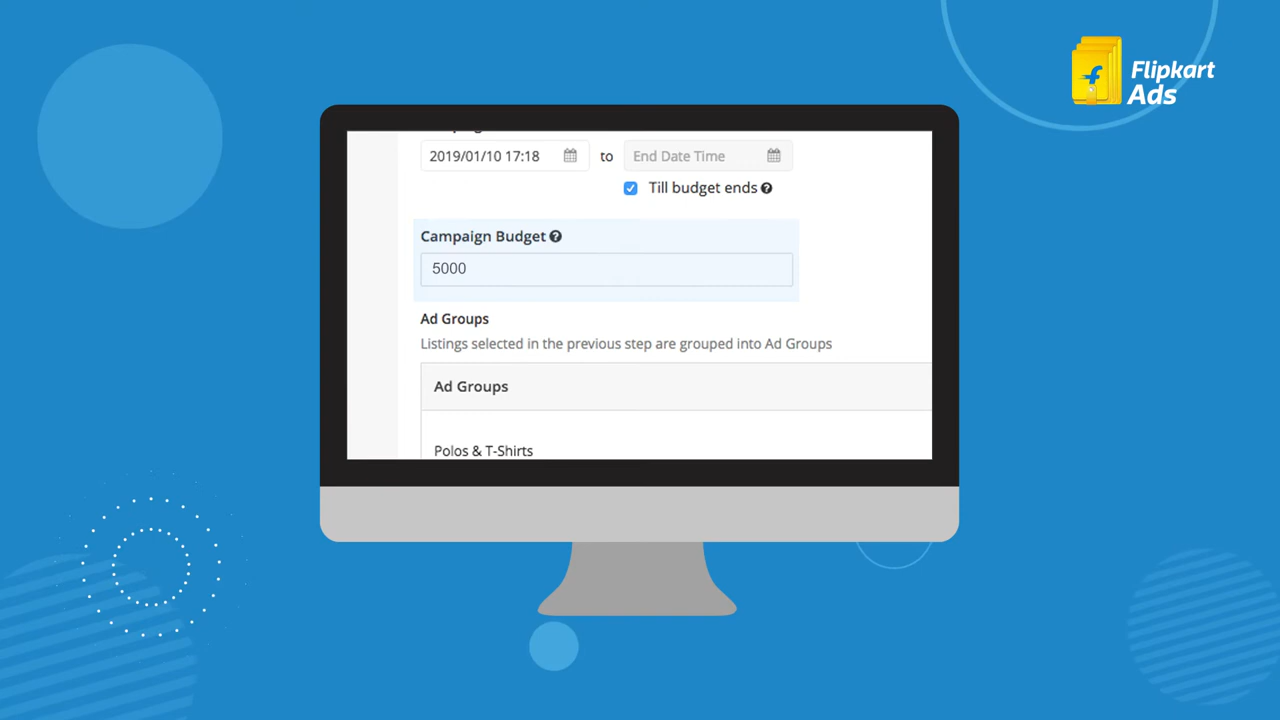 Flipkart
Ads
2019/01/10 17:18 to End Date Time
Till budget ends
Campaign Budget
5000
Ad Groups
Listings selected in the previous step are grouped into Ad Groups
Ad Groups
Polos & T-Shirts